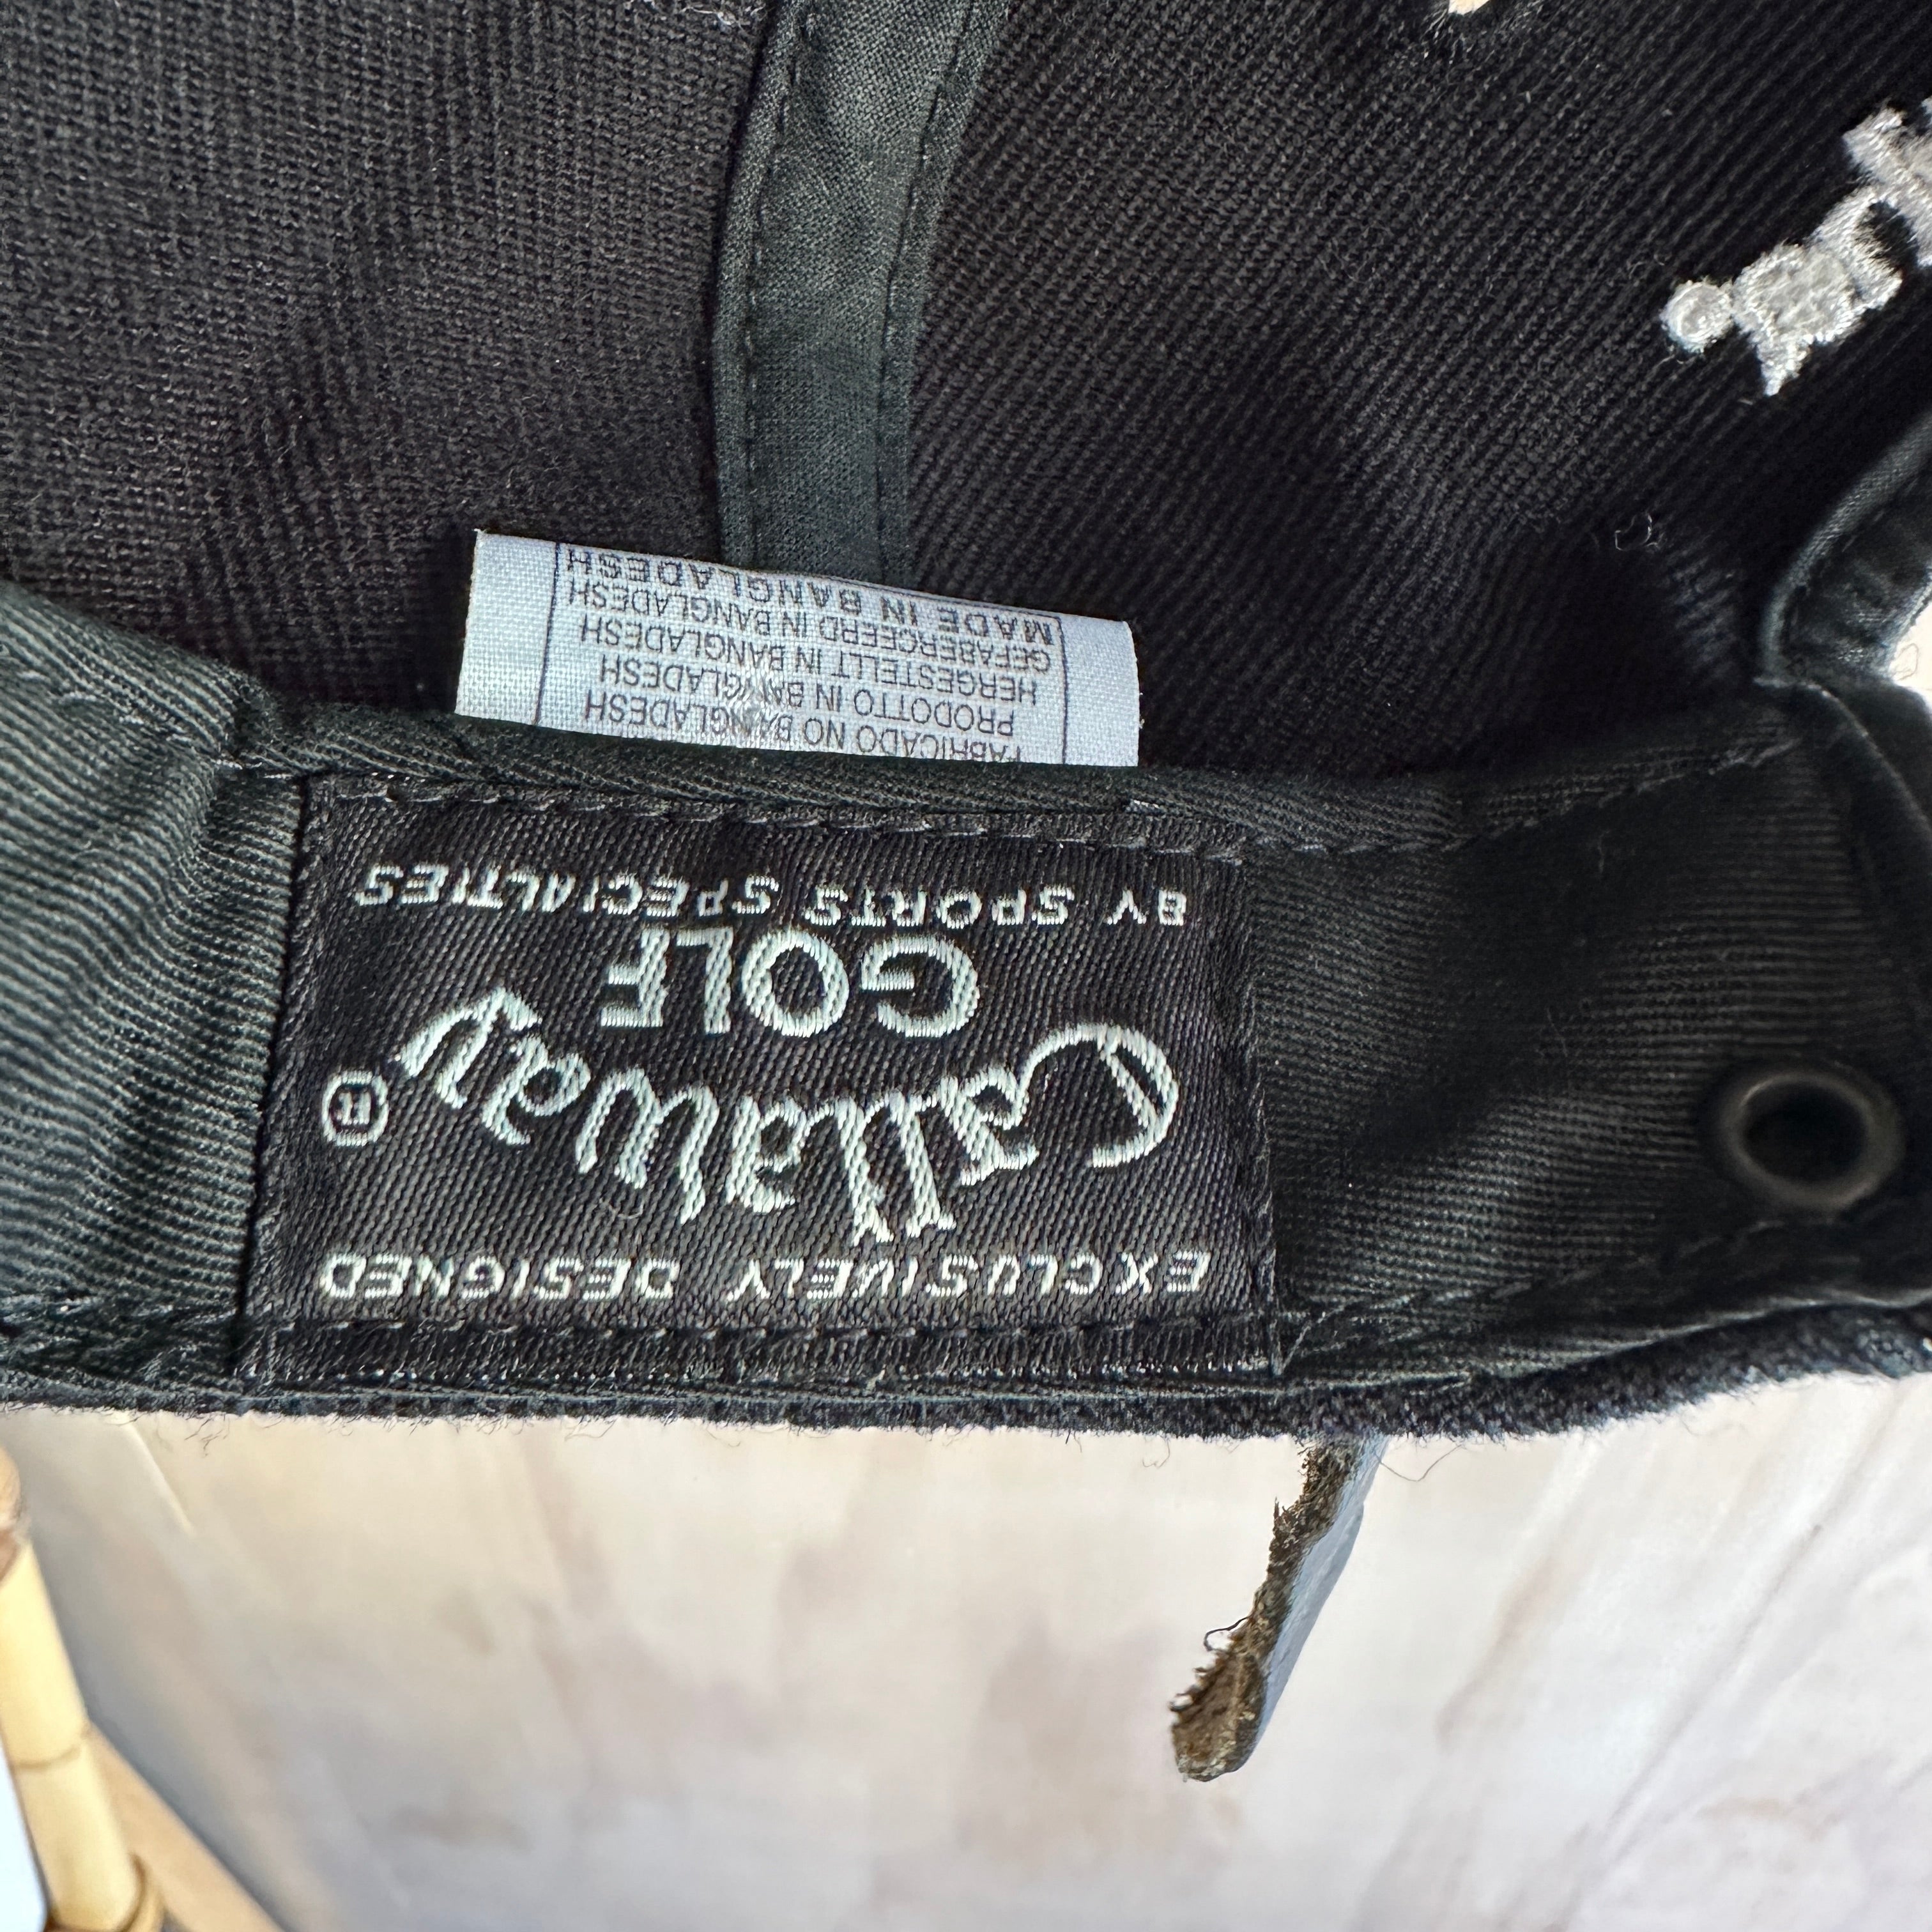 EXCLUSIVELY DESIGNED
Callaway ®
GOLF
BY SPORTS SPECIALTIES
FABRICADO NO BANGLADESH
PRODOTTO IN BANGLADESH
HERGESTELLT IN BANGLADESH
GEFABERCEERD IN BANGLADESH
MADE IN BANGLADESH